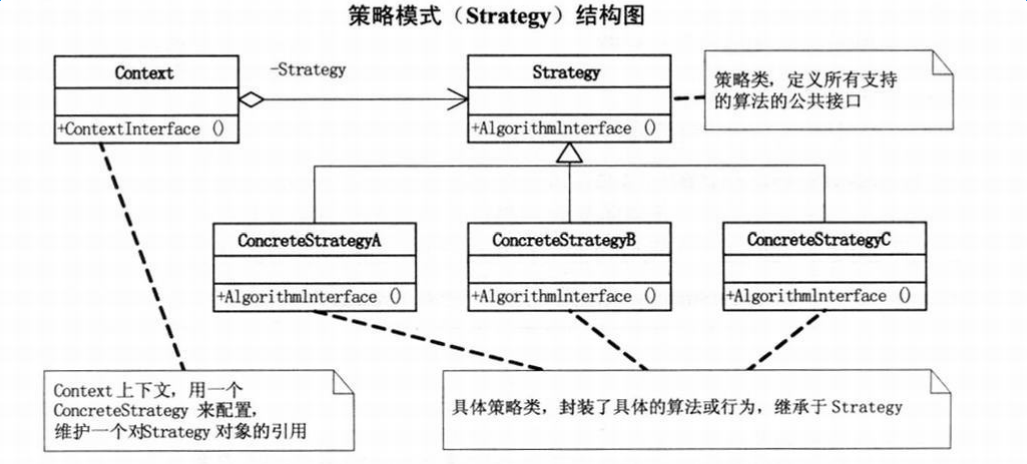 策略模式（Strategy）结构图
Context
-Strategy
Strategy
+ContextInterface ()
+AlgorithmInterface ()
策略类，定义所有支持
的算法的公共接口
ConcreteStrategyA
ConcreteStrategyB
ConcreteStrategyC
+AlgorithmInterface ()
+AlgorithmInterface ()
+AlgorithmInterface ()
Context 上下文，用一个
ConcreteStrategy 来配置，
维护一个对Strategy 对象的引用
具体策略类，封装了具体的算法或行为，继承于 Strategy